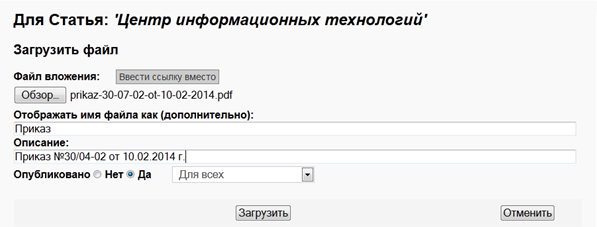 Для Статья: 'Центр информационных технологий'
Загрузить файл
Файл вложения: Ввести ссылку вместо
Обзор... prikaz-30-07-02-ot-10-02-2014.pdf
Отображать имя файла как (дополнительно):
Приказ
Описание:
Приказ №30/04-02 от 10.02.2014 г.
Опубликовано Нет Да Для всех
Загрузить Отменить